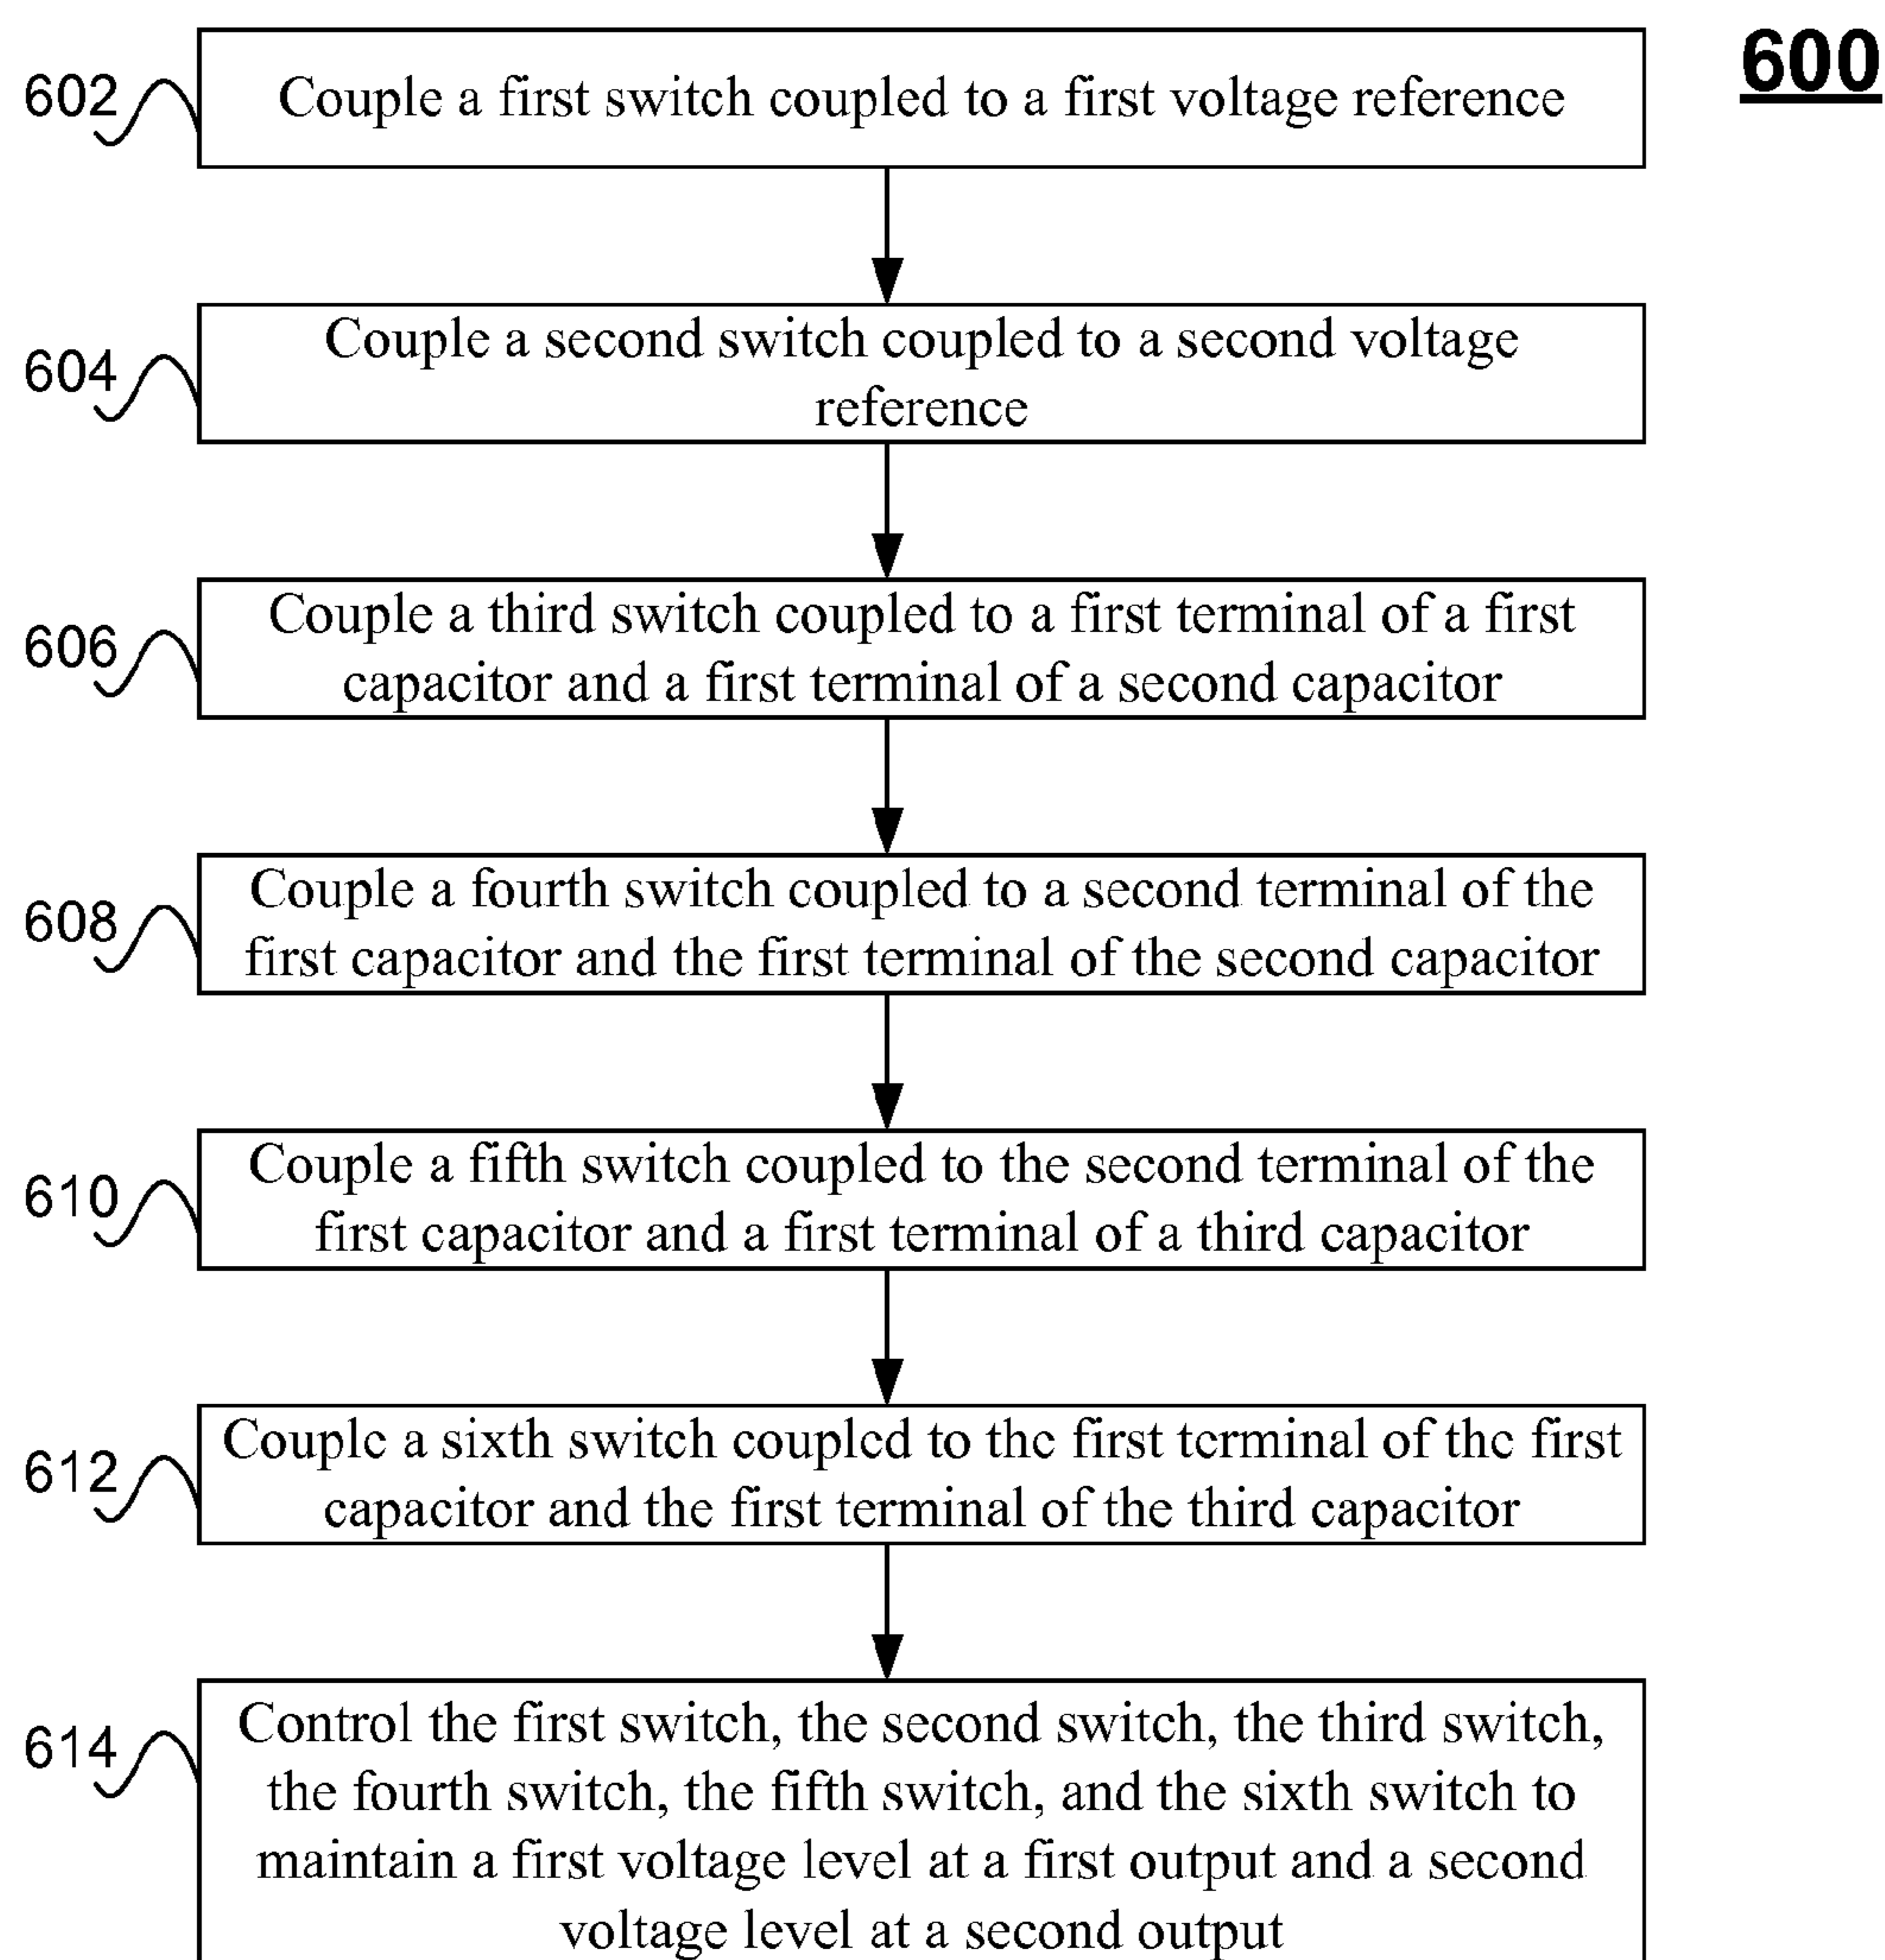 600
602
Couple a first switch coupled to a first voltage reference
604
Couple a second switch coupled to a second voltage
reference
606
Couple a third switch coupled to a first terminal of a first
capacitor and a first terminal of a second capacitor
608
Couple a fourth switch coupled to a second terminal of the
first capacitor and the first terminal of the second capacitor
610
Couple a fifth switch coupled to the second terminal of the
first capacitor and a first terminal of a third capacitor
612
Couple a sixth switch coupled to the first terminal of the first
capacitor and the first terminal of the third capacitor
614
Control the first switch, the second switch, the third switch,
the fourth switch, the fifth switch, and the sixth switch to
maintain a first voltage level at a first output and a second
voltage level at a second output